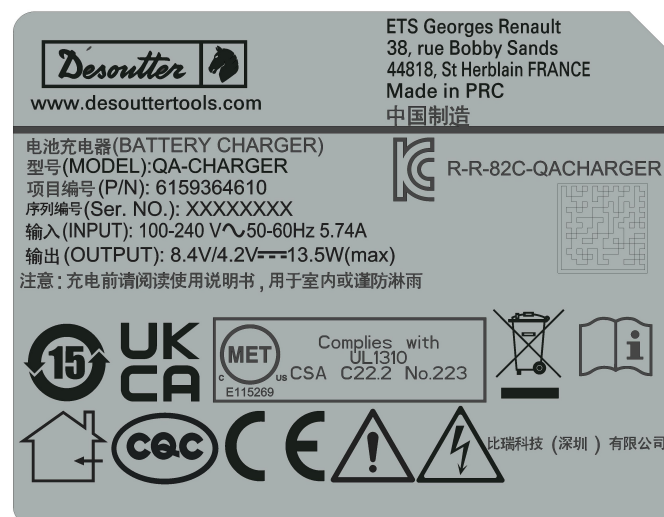 Desoutter
www.desouttertools.com
ETS Georges Renault
38, rue Bobby Sands
44818, St Herblain FRANCE
Made in PRC
中国制造
电池充电器(BATTERY CHARGER)
型号(MODEL):QA-CHARGER
项目编号(P/N): 6159364610
序列编号(Ser. NO.): XXXXXXXX
输入(INPUT): 100-240 V∿50-60Hz 5.74A
输出(OUTPUT): 8.4V/4.2V⎓13.5W(max)
注意:充电前请阅读使用说明书,用于室内或谨防淋雨
R-R-82C-QACHARGER
15
UK
CA
MET
C US
E115269
Complies with
UL1310
CSA C22.2 No.223
i
CQC
CE
比瑞科技(深圳)有限公司